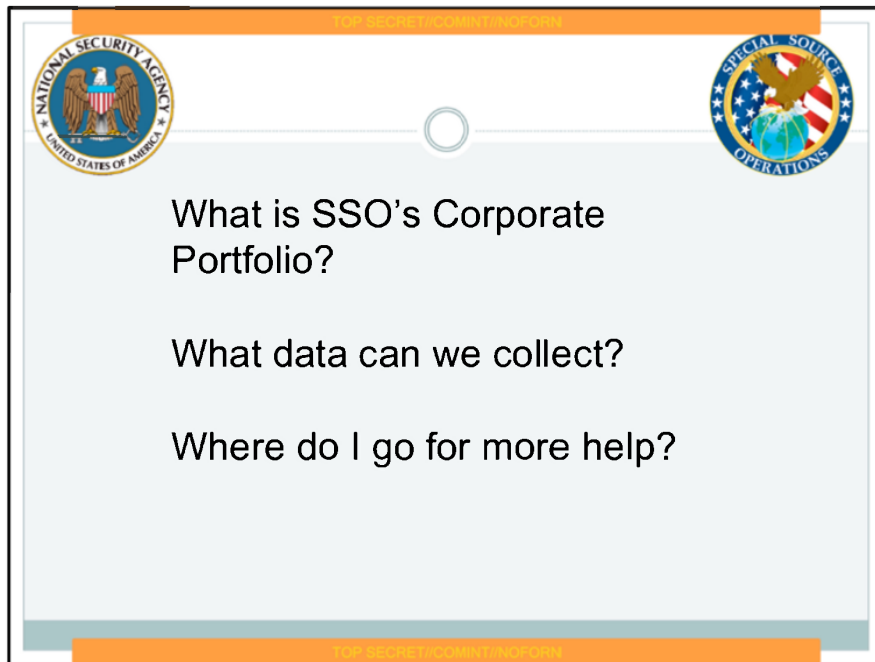 TOP SECRET//COMINT//NOFORN
NATIONAL SECURITY AGENCY
UNITED STATES OF AMERICA
SPECIAL SOURCE
OPERATIONS
What is SSO’s Corporate
Portfolio?
What data can we collect?
Where do I go for more help?
TOP SECRET//COMINT//NOFORN